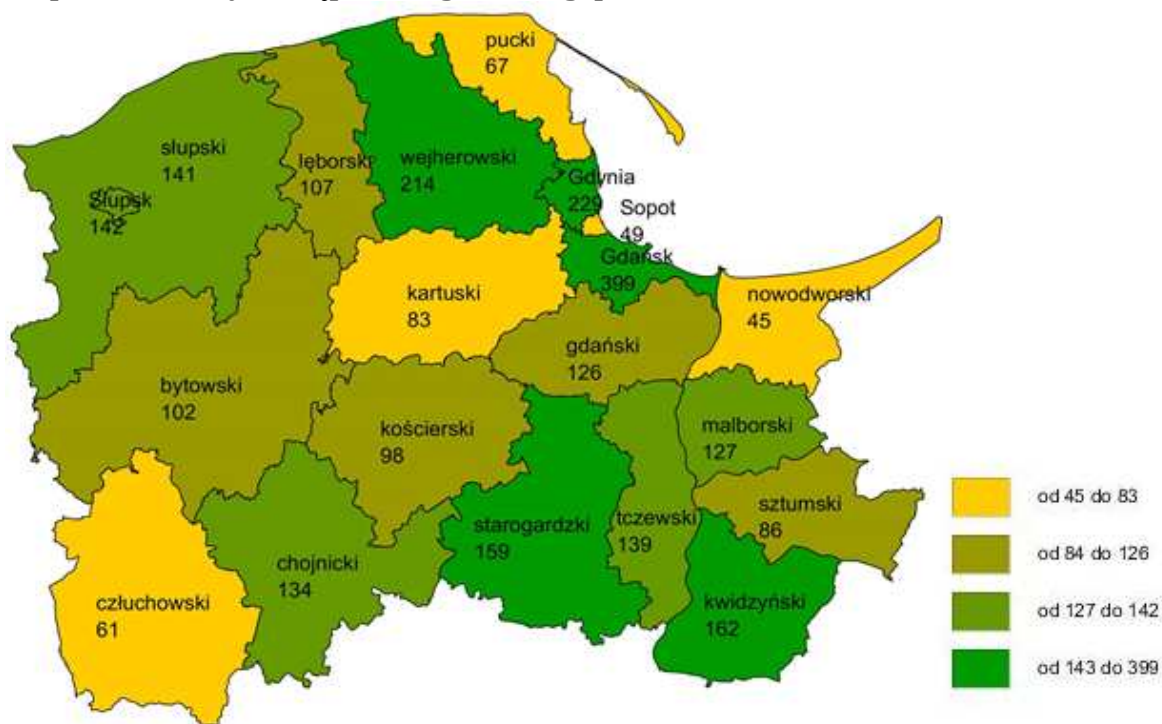 pucki
67
słupski
141
lęborski
107
wejherowski
214
Gdynia
229
Słupsk
142
Sopot
49
Gdańsk
399
kartuski
83
nowodworski
45
gdański
126
bytowski
102
kościerski
98
malborski
127
sztumski
86
starogardzki
159
tczewski
139
chojnicki
134
człuchowski
61
kwidzyński
162
od 45 do 83
od 84 do 126
od 127 do 142
od 143 do 399